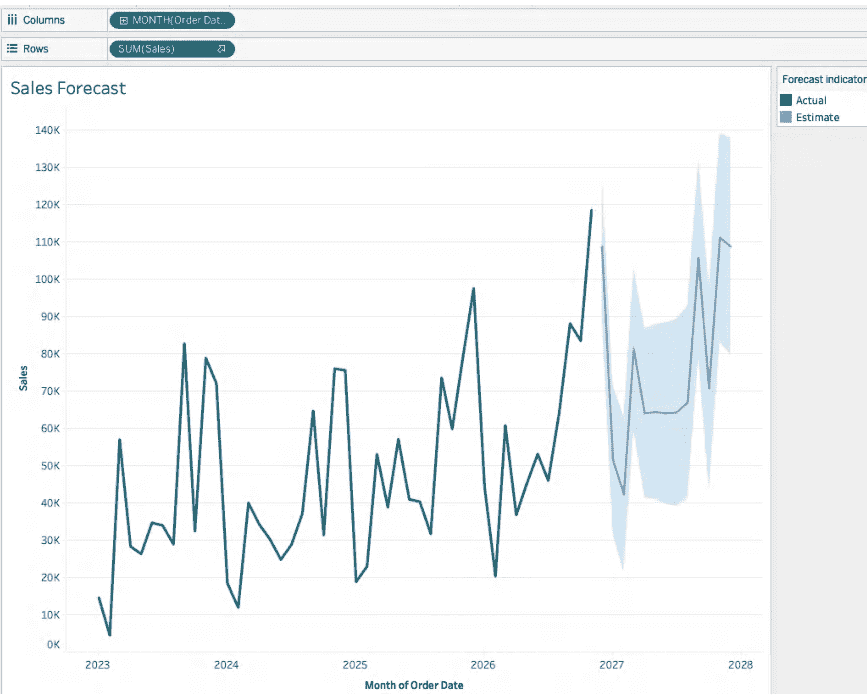 Columns
MONTH(Order Dat..
Rows
SUM(Sales)
Sales Forecast
Forecast indicator
Actual
Estimate
140K
130K
120K
110K
100K
90K
80K
70K
60K
50K
40K
30K
20K
10K
0K
Sales
2023
2024
2025
2026
2027
2028
Month of Order Date